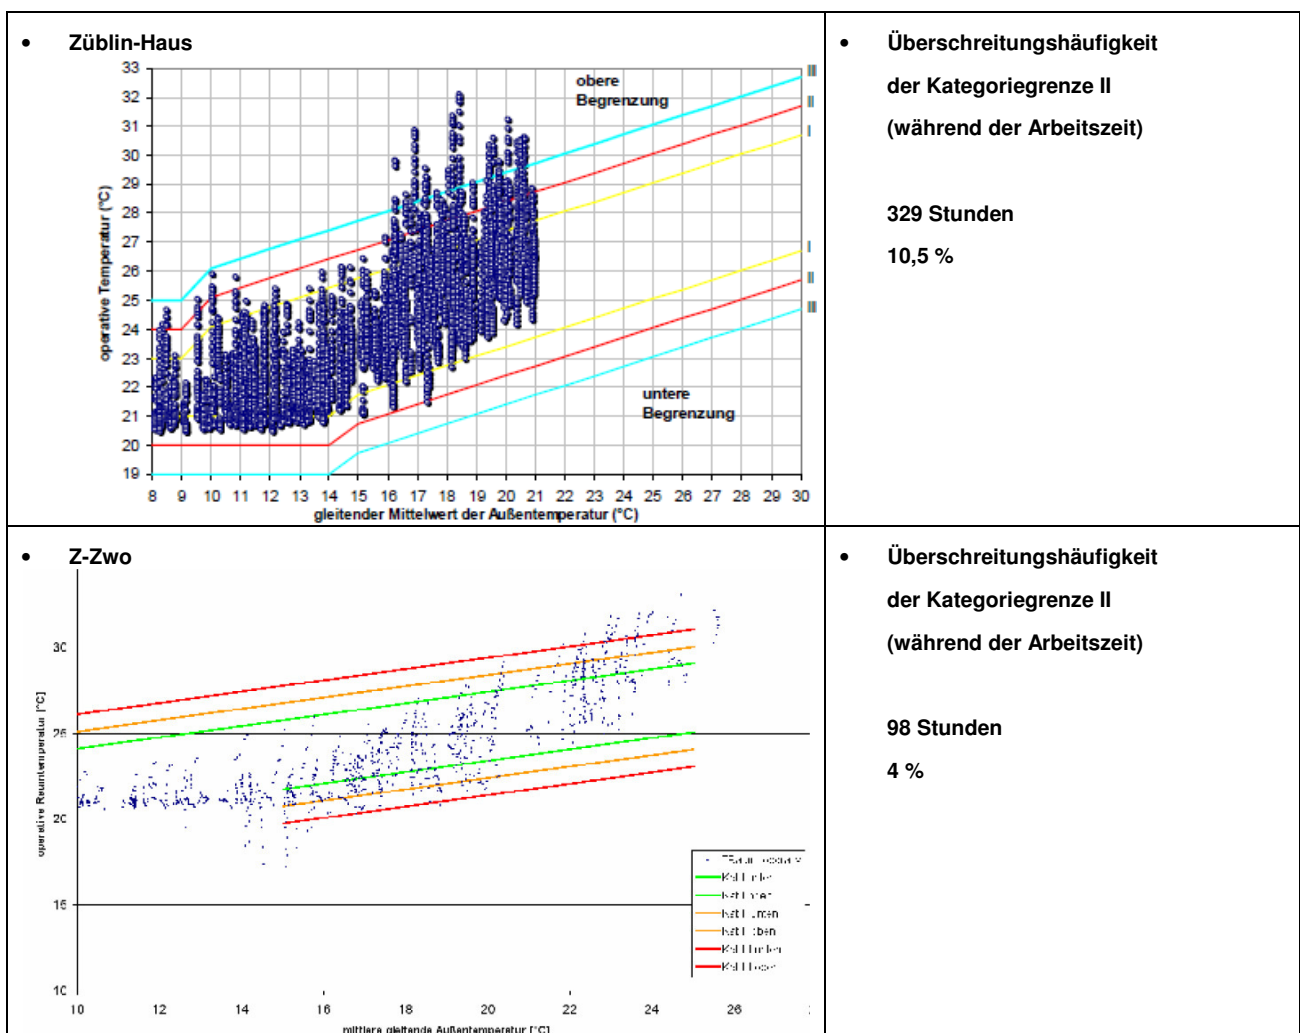 • Züblin-Haus
33
32
31
30
29
28
27
26
25
24
23
22
21
20
19
operative Temperatur (°C)
obere
Begrenzung
III
II
I
I
II
III
untere
Begrenzung
8 9 10 11 12 13 14 15 16 17 18 19 20 21 22 23 24 25 26 27 28 29 30
gleitender Mittelwert der Außentemperatur (°C)
• Überschreitungshäufigkeit
der Kategoriegrenze II
(während der Arbeitszeit)
329 Stunden
10,5 %
• Z-Zwo
30
25
20
15
10
operative Raumtemperatur [°C]
10 12 14 16 18 20 22 24 26
mittlere gleitende Außentemperatur [°C]
• Überschreitungshäufigkeit
der Kategoriegrenze II
(während der Arbeitszeit)
98 Stunden
4 %